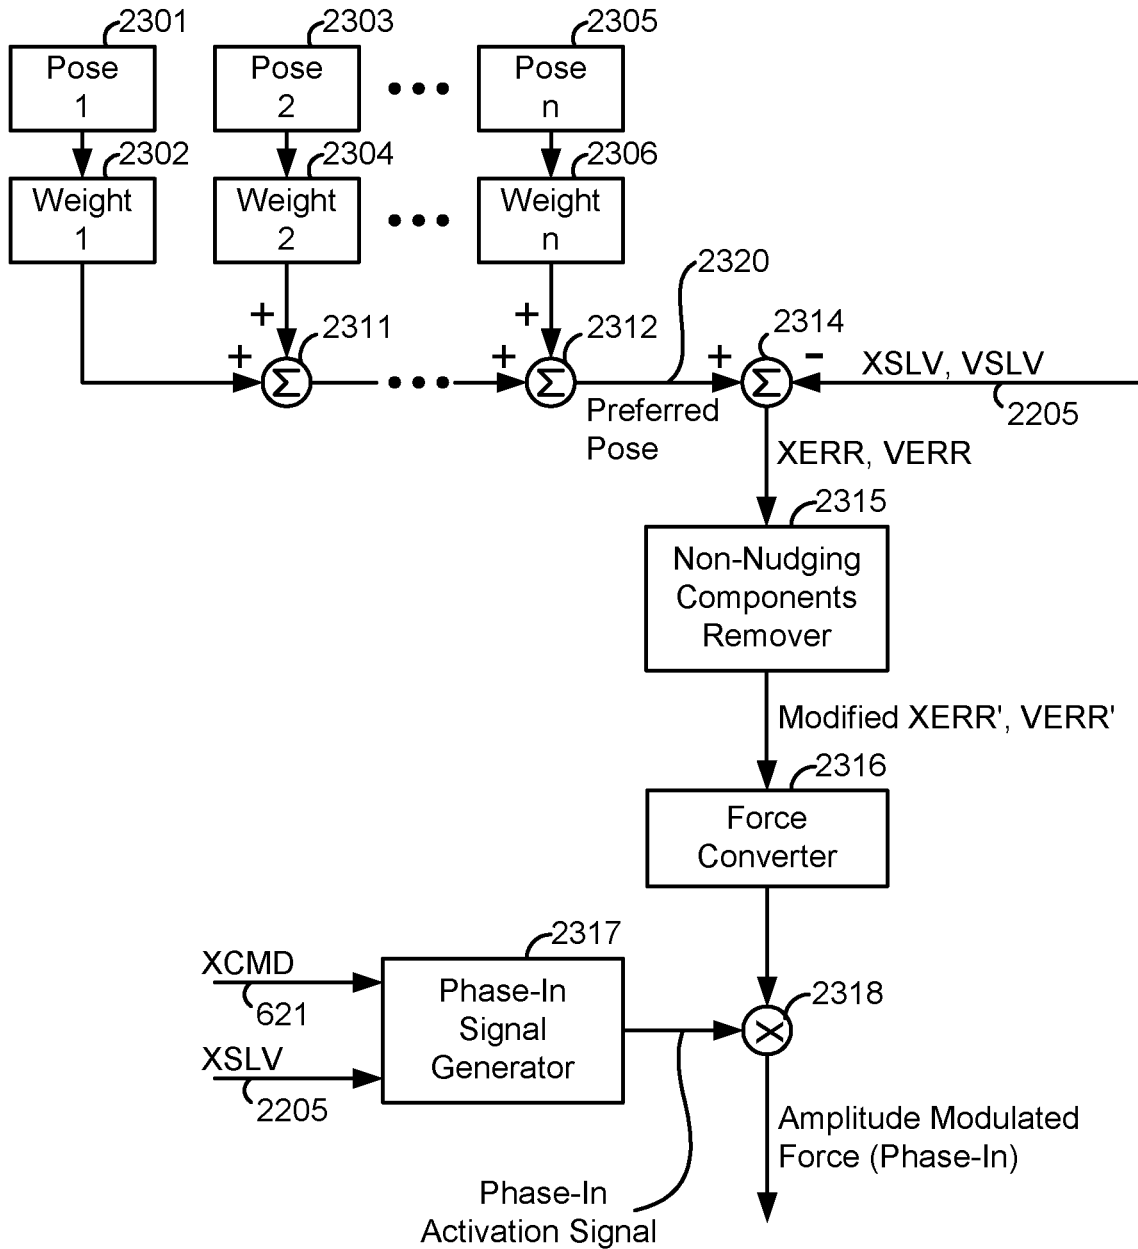 2301
2303
2305
Pose
1
Pose
2
Pose
n
2302
2304
2306
Weight
1
Weight
2
Weight
n
2320
+
+
2311
2312
2314
+
+
+
-
Σ
Σ
Σ
XSLV, VSLV
2205
Preferred
Pose
XERR, VERR
2315
Non-Nudging
Components
Remover
Modified XERR', VERR'
2316
Force
Converter
2317
XCMD
621
XSLV
2205
Phase-In
Signal
Generator
2318
X
Amplitude Modulated
Force (Phase-In)
Phase-In
Activation Signal